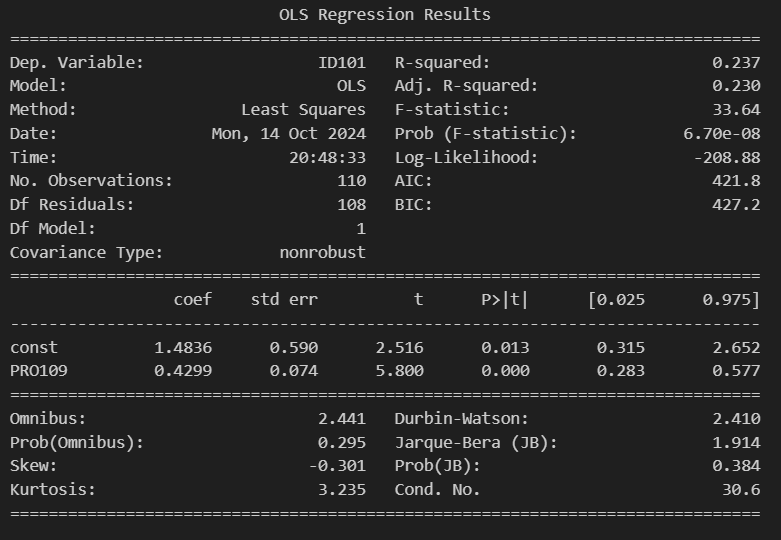 OLS Regression Results
==============================================================================
Dep. Variable:                  ID101   R-squared:                       0.237
Model:                            OLS   Adj. R-squared:                  0.230
Method:                 Least Squares   F-statistic:                     33.64
Date:                Mon, 14 Oct 2024   Prob (F-statistic):           6.70e-08
Time:                        20:48:33   Log-Likelihood:                -208.88
No. Observations:                 110   AIC:                             421.8
Df Residuals:                     108   BIC:                             427.2
Df Model:                           1
Covariance Type:            nonrobust
==============================================================================
                 coef    std err          t      P>|t|      [0.025      0.975]
------------------------------------------------------------------------------
const          1.4836      0.590      2.516      0.013       0.315       2.652
PRO109         0.4299      0.074      5.800      0.000       0.283       0.577
==============================================================================
Omnibus:                        2.441   Durbin-Watson:                   2.410
Prob(Omnibus):                  0.295   Jarque-Bera (JB):                1.914
Skew:                          -0.301   Prob(JB):                        0.384
Kurtosis:                       3.235   Cond. No.                         30.6
==============================================================================